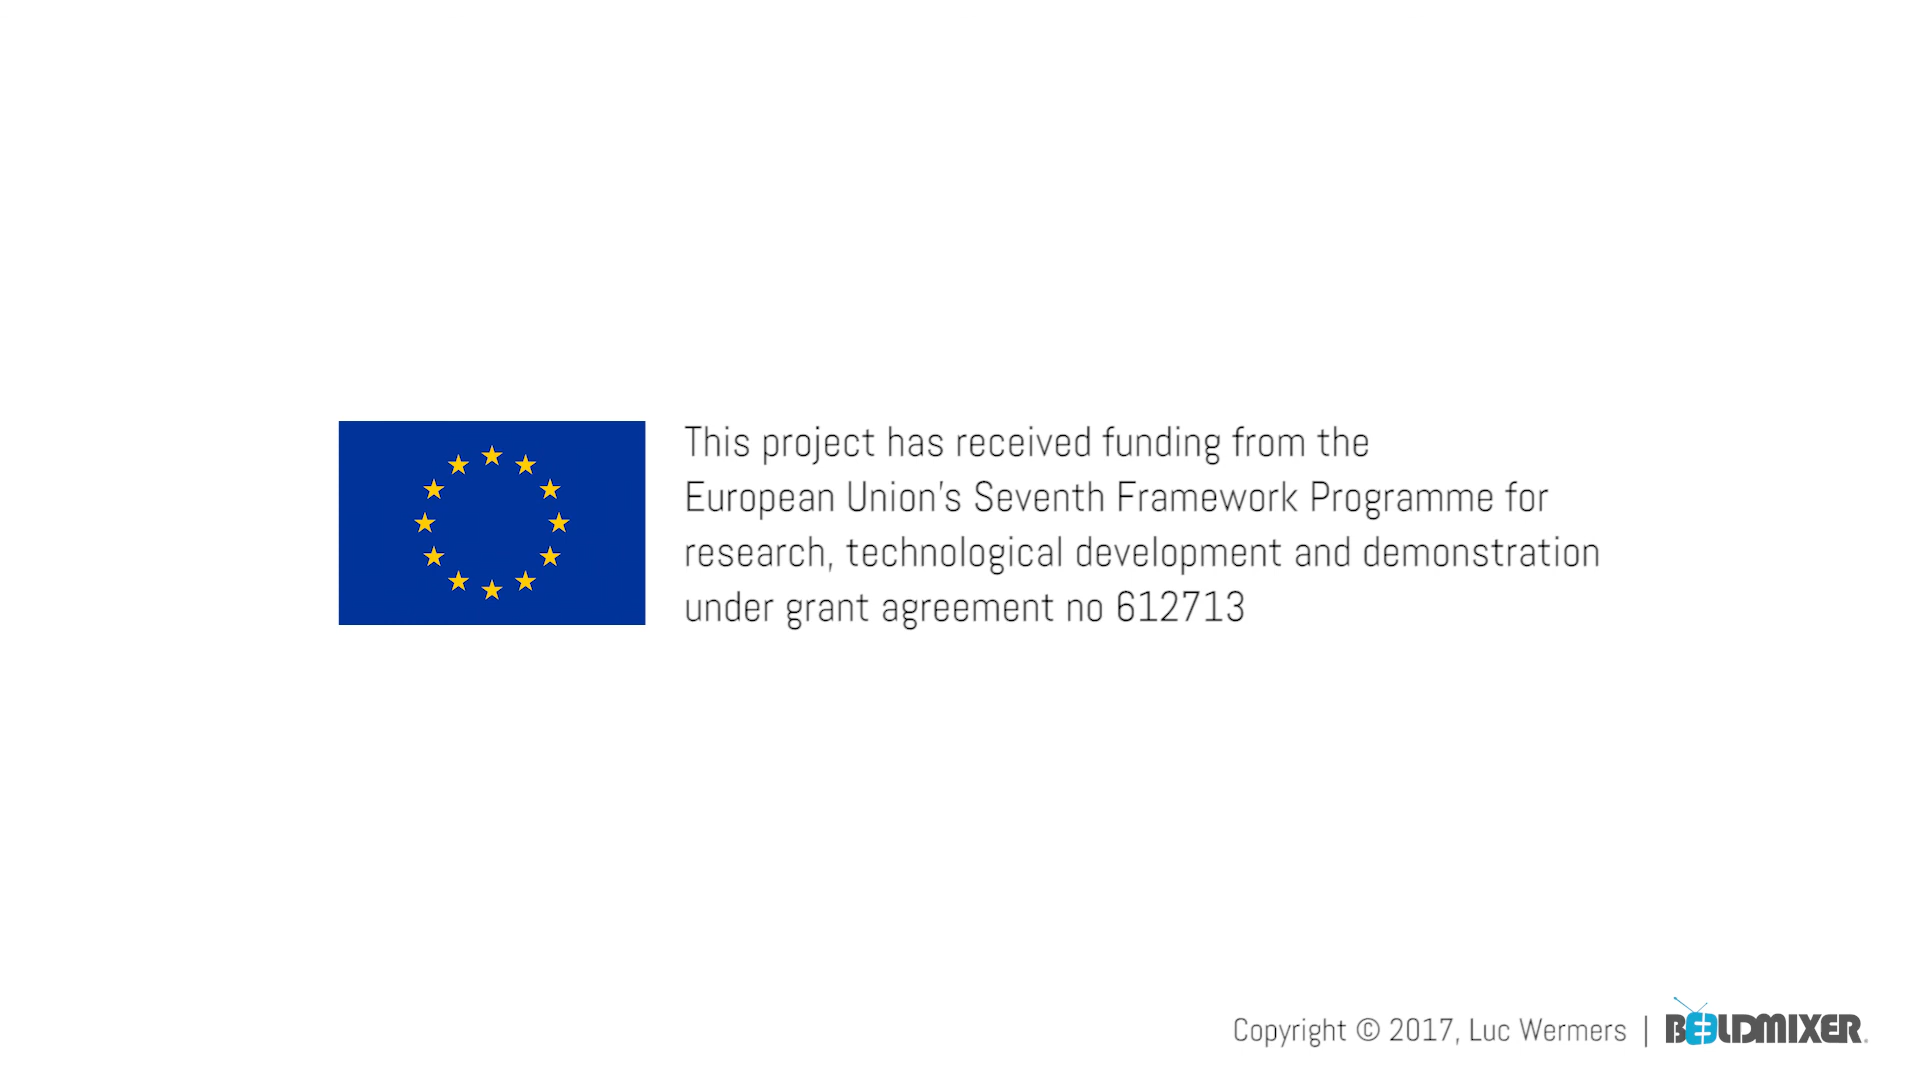 This project has received funding from the
European Union's Seventh Framework Programme for
research, technological development and demonstration
under grant agreement no 612713
Copyright © 2017, Luc Wermers | BEELDMIXER®